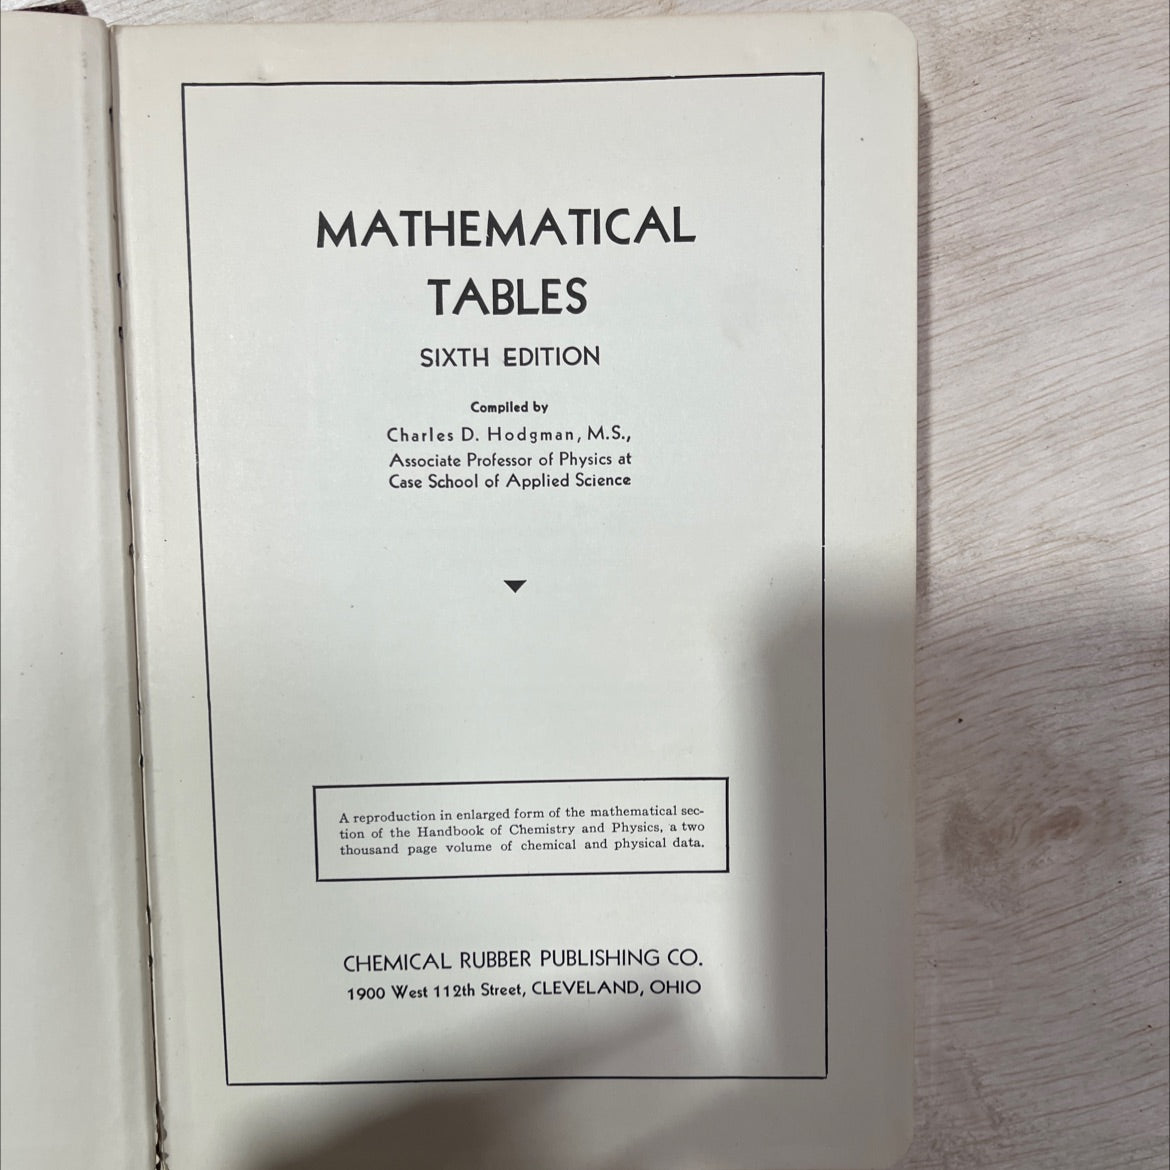 MATHEMATICAL
TABLES
SIXTH EDITION
Compiled by
Charles D. Hodgman, M.S.,
Associate Professor of Physics at
Case School of Applied Science
A reproduction in enlarged form of the mathematical sec-
tion of the Handbook of Chemistry and Physics, a two
thousand page volume of chemical and physical data.
CHEMICAL RUBBER PUBLISHING CO.
1900 West 112th Street, CLEVELAND, OHIO